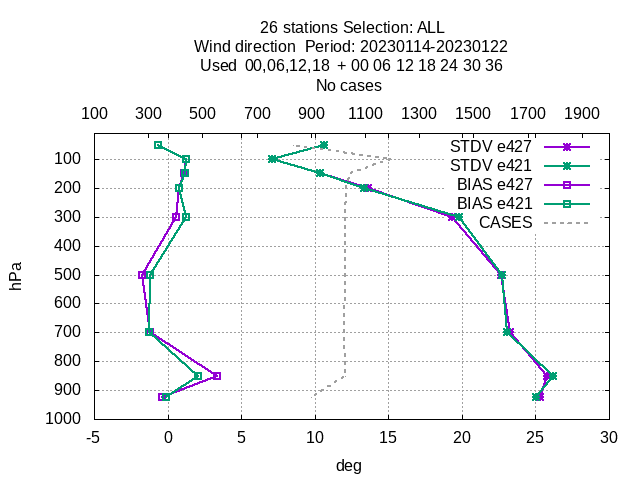 26 stations Selection: ALL
Wind direction  Period: 20230114-20230122
Used  00,06,12,18  + 00 06 12 18 24 30 36
No cases
100 300 500 700 900 1100 1300 1500 1700 1900
STDV e427
STDV e421
BIAS e427
BIAS e421
CASES
hPa
100
200
300
400
500
600
700
800
900
1000
-5 0 5 10 15 20 25 30
deg